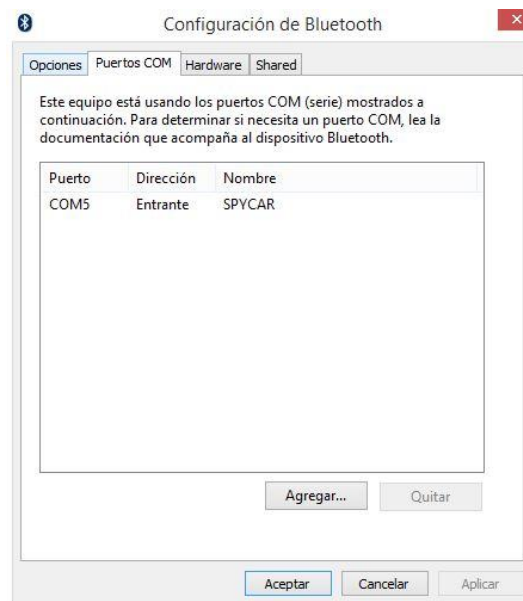 Configuración de Bluetooth
Opciones Puertos COM Hardware Shared
Este equipo está usando los puertos COM (serie) mostrados a
continuación. Para determinar si necesita un puerto COM, lea la
documentación que acompaña al dispositivo Bluetooth.
Puerto Dirección Nombre
COM5 Entrante SPYCAR
Agregar... Quitar
Aceptar Cancelar Aplicar